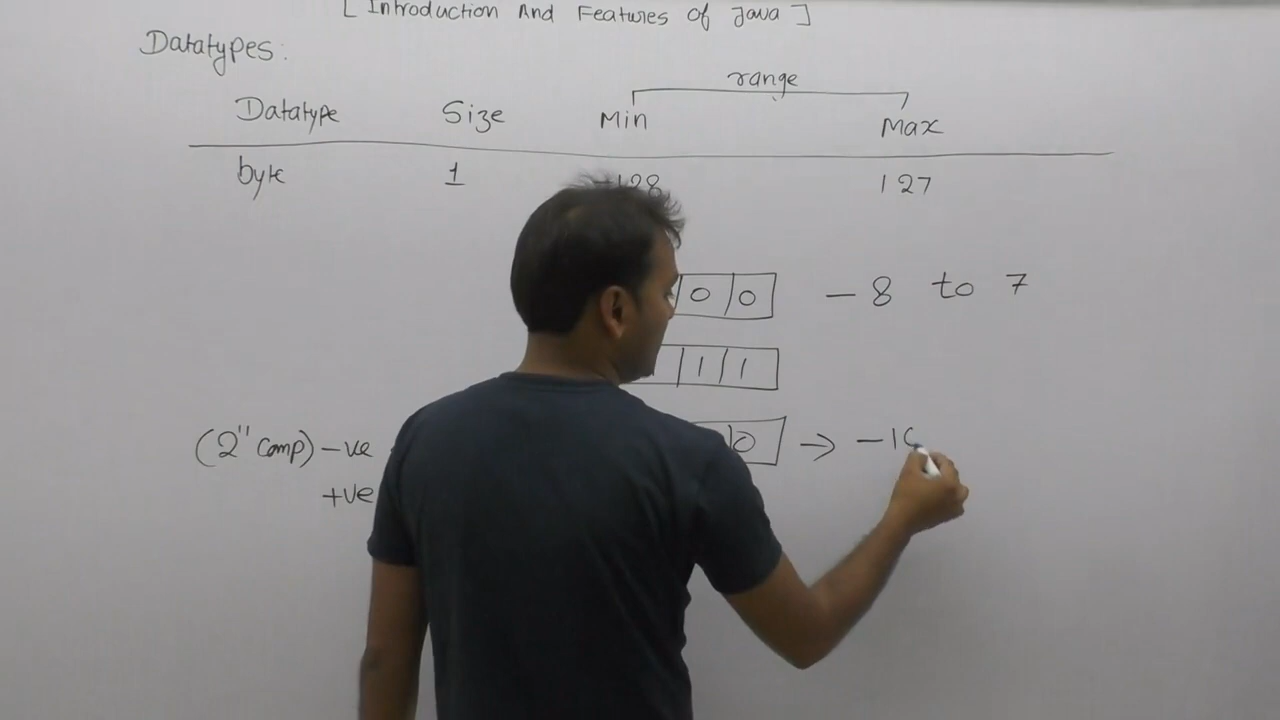 [ Introduction And Features of Java ]
Datatypes:
range
Datatype Size Min Max
byte 1 -128 127
0 0 - 8 to 7
1 1
(2" Comp) -ve 0 → -1
+ve